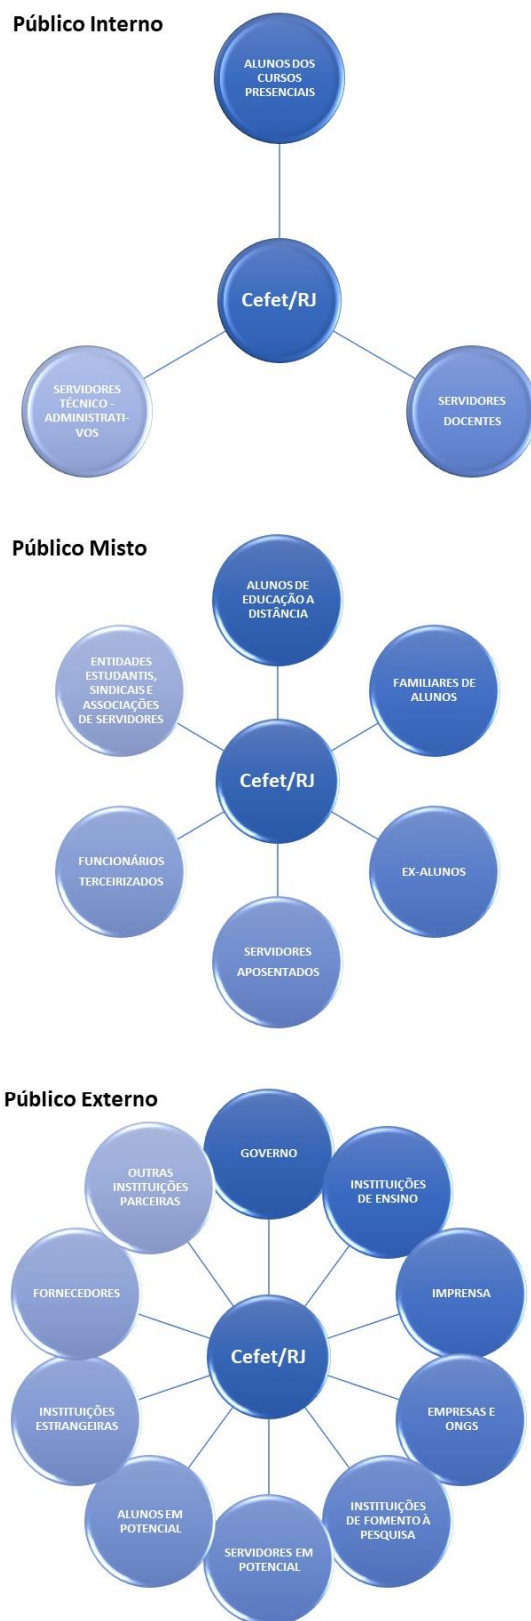 Público Interno
ALUNOS DOS
CURSOS
PRESENCIAIS
Cefet/RJ
SERVIDORES
TÉCNICO -
ADMINISTRATI-
VOS
SERVIDORES
DOCENTES
Público Misto
ALUNOS DE
EDUCAÇÃO A
DISTÂNCIA
ENTIDADES
ESTUDANTIS,
SINDICAIS E
ASSOCIAÇÕES
DE SERVIDORES
FAMILIARES DE
ALUNOS
Cefet/RJ
FUNCIONÁRIOS
TERCEIRIZADOS
EX-ALUNOS
SERVIDORES
APOSENTADOS
Público Externo
GOVERNO
OUTRAS
INSTITUIÇÕES
PARCEIRAS
INSTITUIÇÕES
DE ENSINO
FORNECEDORES
IMPRENSA
Cefet/RJ
INSTITUIÇÕES
ESTRANGEIRAS
EMPRESAS E
ONGS
ALUNOS EM
POTENCIAL
INSTITUIÇÕES
DE FOMENTO À
PESQUISA
SERVIDORES EM
POTENCIAL